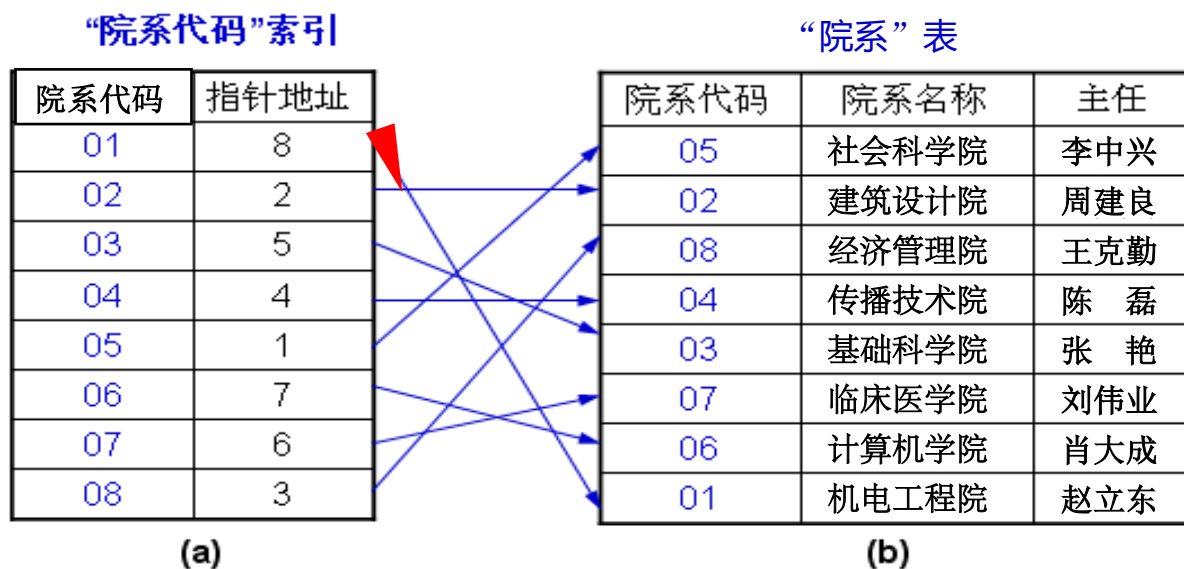 “院系代码”索引
“院系”表
院系代码 指针地址
01 8
02 2
03 5
04 4
05 1
06 7
07 6
08 3
(a)
院系代码 院系名称 主任
05 社会科学院 李中兴
02 建筑设计院 周建良
08 经济管理院 王克勤
04 传播技术院 陈 磊
03 基础科学院 张 艳
07 临床医学院 刘伟业
06 计算机学院 肖大成
01 机电工程院 赵立东
(b)